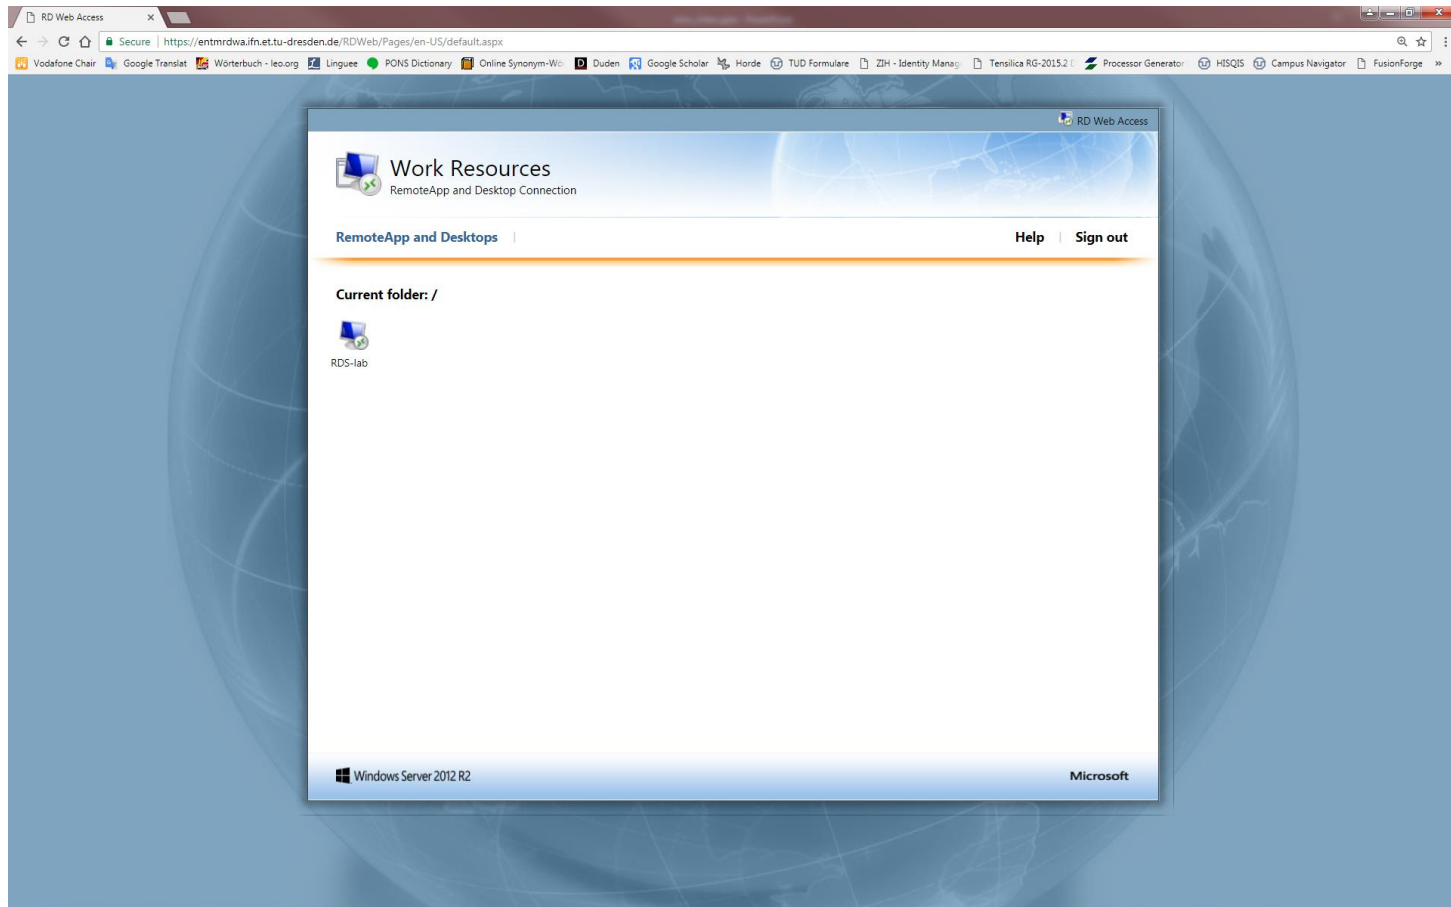 RD Web Access
Secure | https://entmrdwa.ifn.et.tu-dresden.de/RDWeb/Pages/en-US/default.aspx
Vodafone Chair Google Translat Wörterbuch - leo.org Linguee PONS Dictionary Online Synonym-Wö Duden Google Scholar Horde TUD Formulare ZIH - Identity Manag Tensilica RG-2015.2 Processor Generator HISQIS Campus Navigator FusionForge »
RD Web Access
Work Resources
RemoteApp and Desktop Connection
RemoteApp and Desktops Help Sign out
Current folder: /
RDS-lab
Windows Server 2012 R2 Microsoft